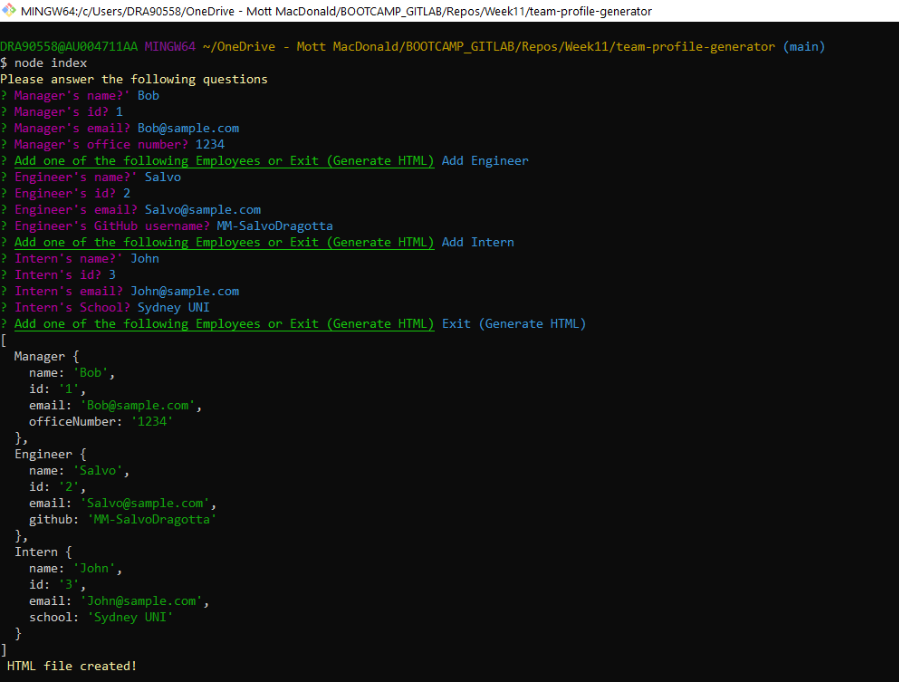 MINGW64:/c/Users/DRA90558/OneDrive - Mott MacDonald/BOOTCAMP_GITLAB/Repos/Week11/team-profile-generator
DRA90558@AU004711AA MINGW64 ~/OneDrive - Mott MacDonald/BOOTCAMP_GITLAB/Repos/Week11/team-profile-generator (main)
$ node index
Please answer the following questions
? Manager's name?' Bob
? Manager's id? 1
? Manager's email? Bob@sample.com
? Manager's office number? 1234
? Add one of the following Employees or Exit (Generate HTML) Add Engineer
? Engineer's name?' Salvo
? Engineer's id? 2
? Engineer's email? Salvo@sample.com
? Engineer's GitHub username? MM-SalvoDragotta
? Add one of the following Employees or Exit (Generate HTML) Add Intern
? Intern's name?' John
? Intern's id? 3
? Intern's email? John@sample.com
? Intern's School? Sydney UNI
? Add one of the following Employees or Exit (Generate HTML) Exit (Generate HTML)
[
  Manager {
    name: 'Bob',
    id: '1',
    email: 'Bob@sample.com',
    officeNumber: '1234'
  },
  Engineer {
    name: 'Salvo',
    id: '2',
    email: 'Salvo@sample.com',
    github: 'MM-SalvoDragotta'
  },
  Intern {
    name: 'John',
    id: '3',
    email: 'John@sample.com',
    school: 'Sydney UNI'
  }
]
 HTML file created!